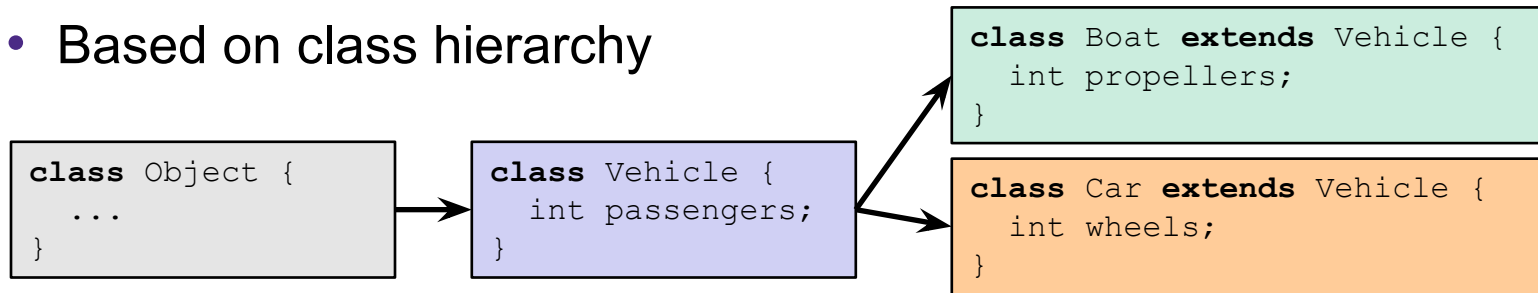 • Based on class hierarchy
class Object {
  ...
}
class Vehicle {
  int passengers;
}
class Boat extends Vehicle {
  int propellers;
}
class Car extends Vehicle {
  int wheels;
}